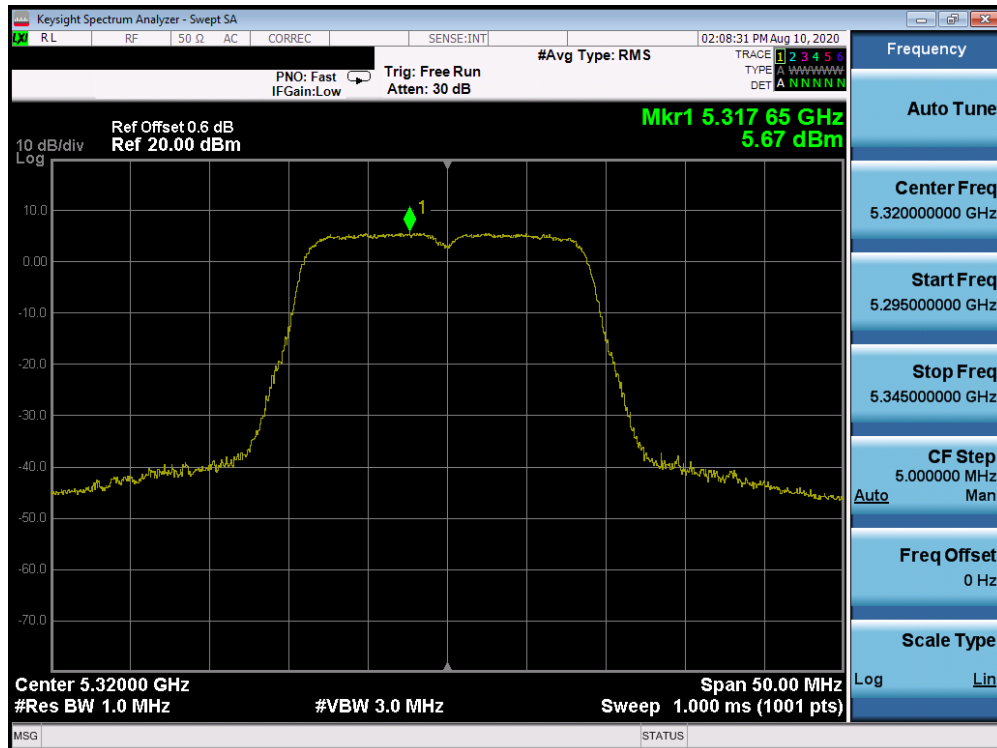 Keysight Spectrum Analyzer - Swept SA
LXI RL RF 50 Ω AC CORREC SENSE:INT 02:08:31 PM Aug 10, 2020
Frequency
PNO: Fast
IFGain:Low
Trig: Free Run
Atten: 30 dB
#Avg Type: RMS
TRACE 1 2 3 4 5 6
TYPE A WWWWW
DET A N N N N N
Auto Tune
Mkr1 5.317 65 GHz
5.67 dBm
10 dB/div
Log
Ref Offset 0.6 dB
Ref 20.00 dBm
1
10.0
0.00
-10.0
-20.0
-30.0
-40.0
-50.0
-60.0
-70.0
Center Freq
5.320000000 GHz
Start Freq
5.295000000 GHz
Stop Freq
5.345000000 GHz
CF Step
5.000000 MHz
Auto Man
Freq Offset
0 Hz
Scale Type
Log Lin
Center 5.32000 GHz
Span 50.00 MHz
#Res BW 1.0 MHz
#VBW 3.0 MHz
Sweep 1.000 ms (1001 pts)
MSG
STATUS